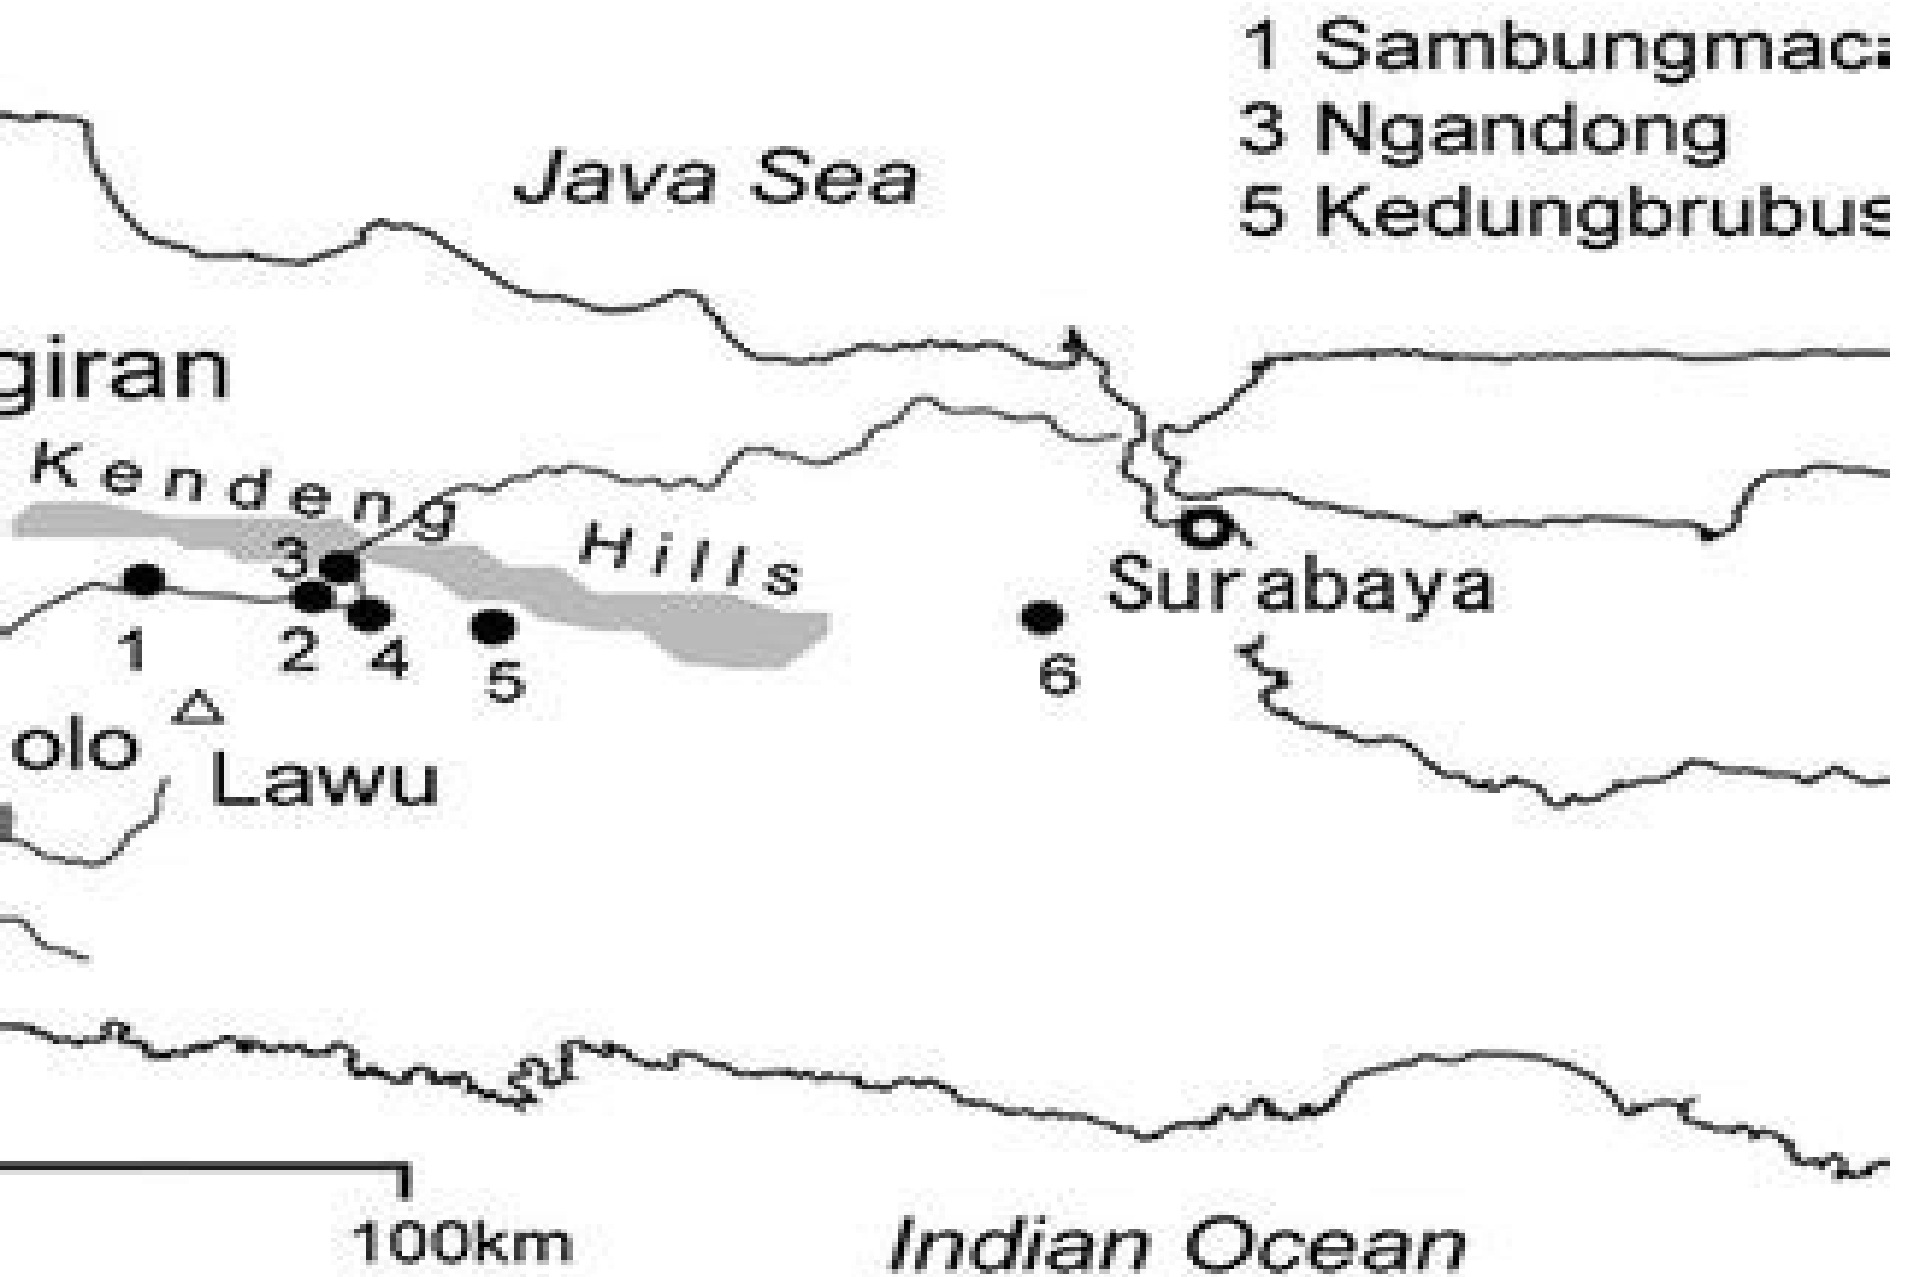 1 Sambungmaca
3 Ngandong
5 Kedungbrubus
Java Sea
giran
Kendeng Hills
3
Surabaya
1
2
4
5
6
olo
Lawu
100km
Indian Ocean